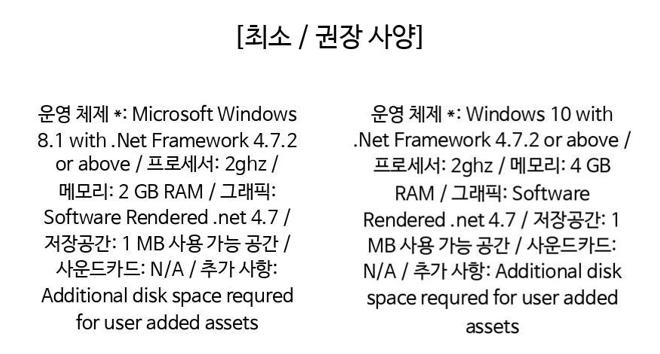 [최소 / 권장 사양]
운영 체제 *: Microsoft Windows
8.1 with .Net Framework 4.7.2
or above / 프로세서: 2ghz /
메모리: 2 GB RAM / 그래픽:
Software Rendered .net 4.7 /
저장공간: 1 MB 사용 가능 공간 /
사운드카드: N/A / 추가 사항:
Additional disk space requred
for user added assets
운영 체제 *: Windows 10 with
.Net Framework 4.7.2 or above /
프로세서: 2ghz / 메모리: 4 GB
RAM / 그래픽: Software
Rendered .net 4.7 / 저장공간: 1
MB 사용 가능 공간 / 사운드카드:
N/A / 추가 사항: Additional disk
space requred for user added
assets